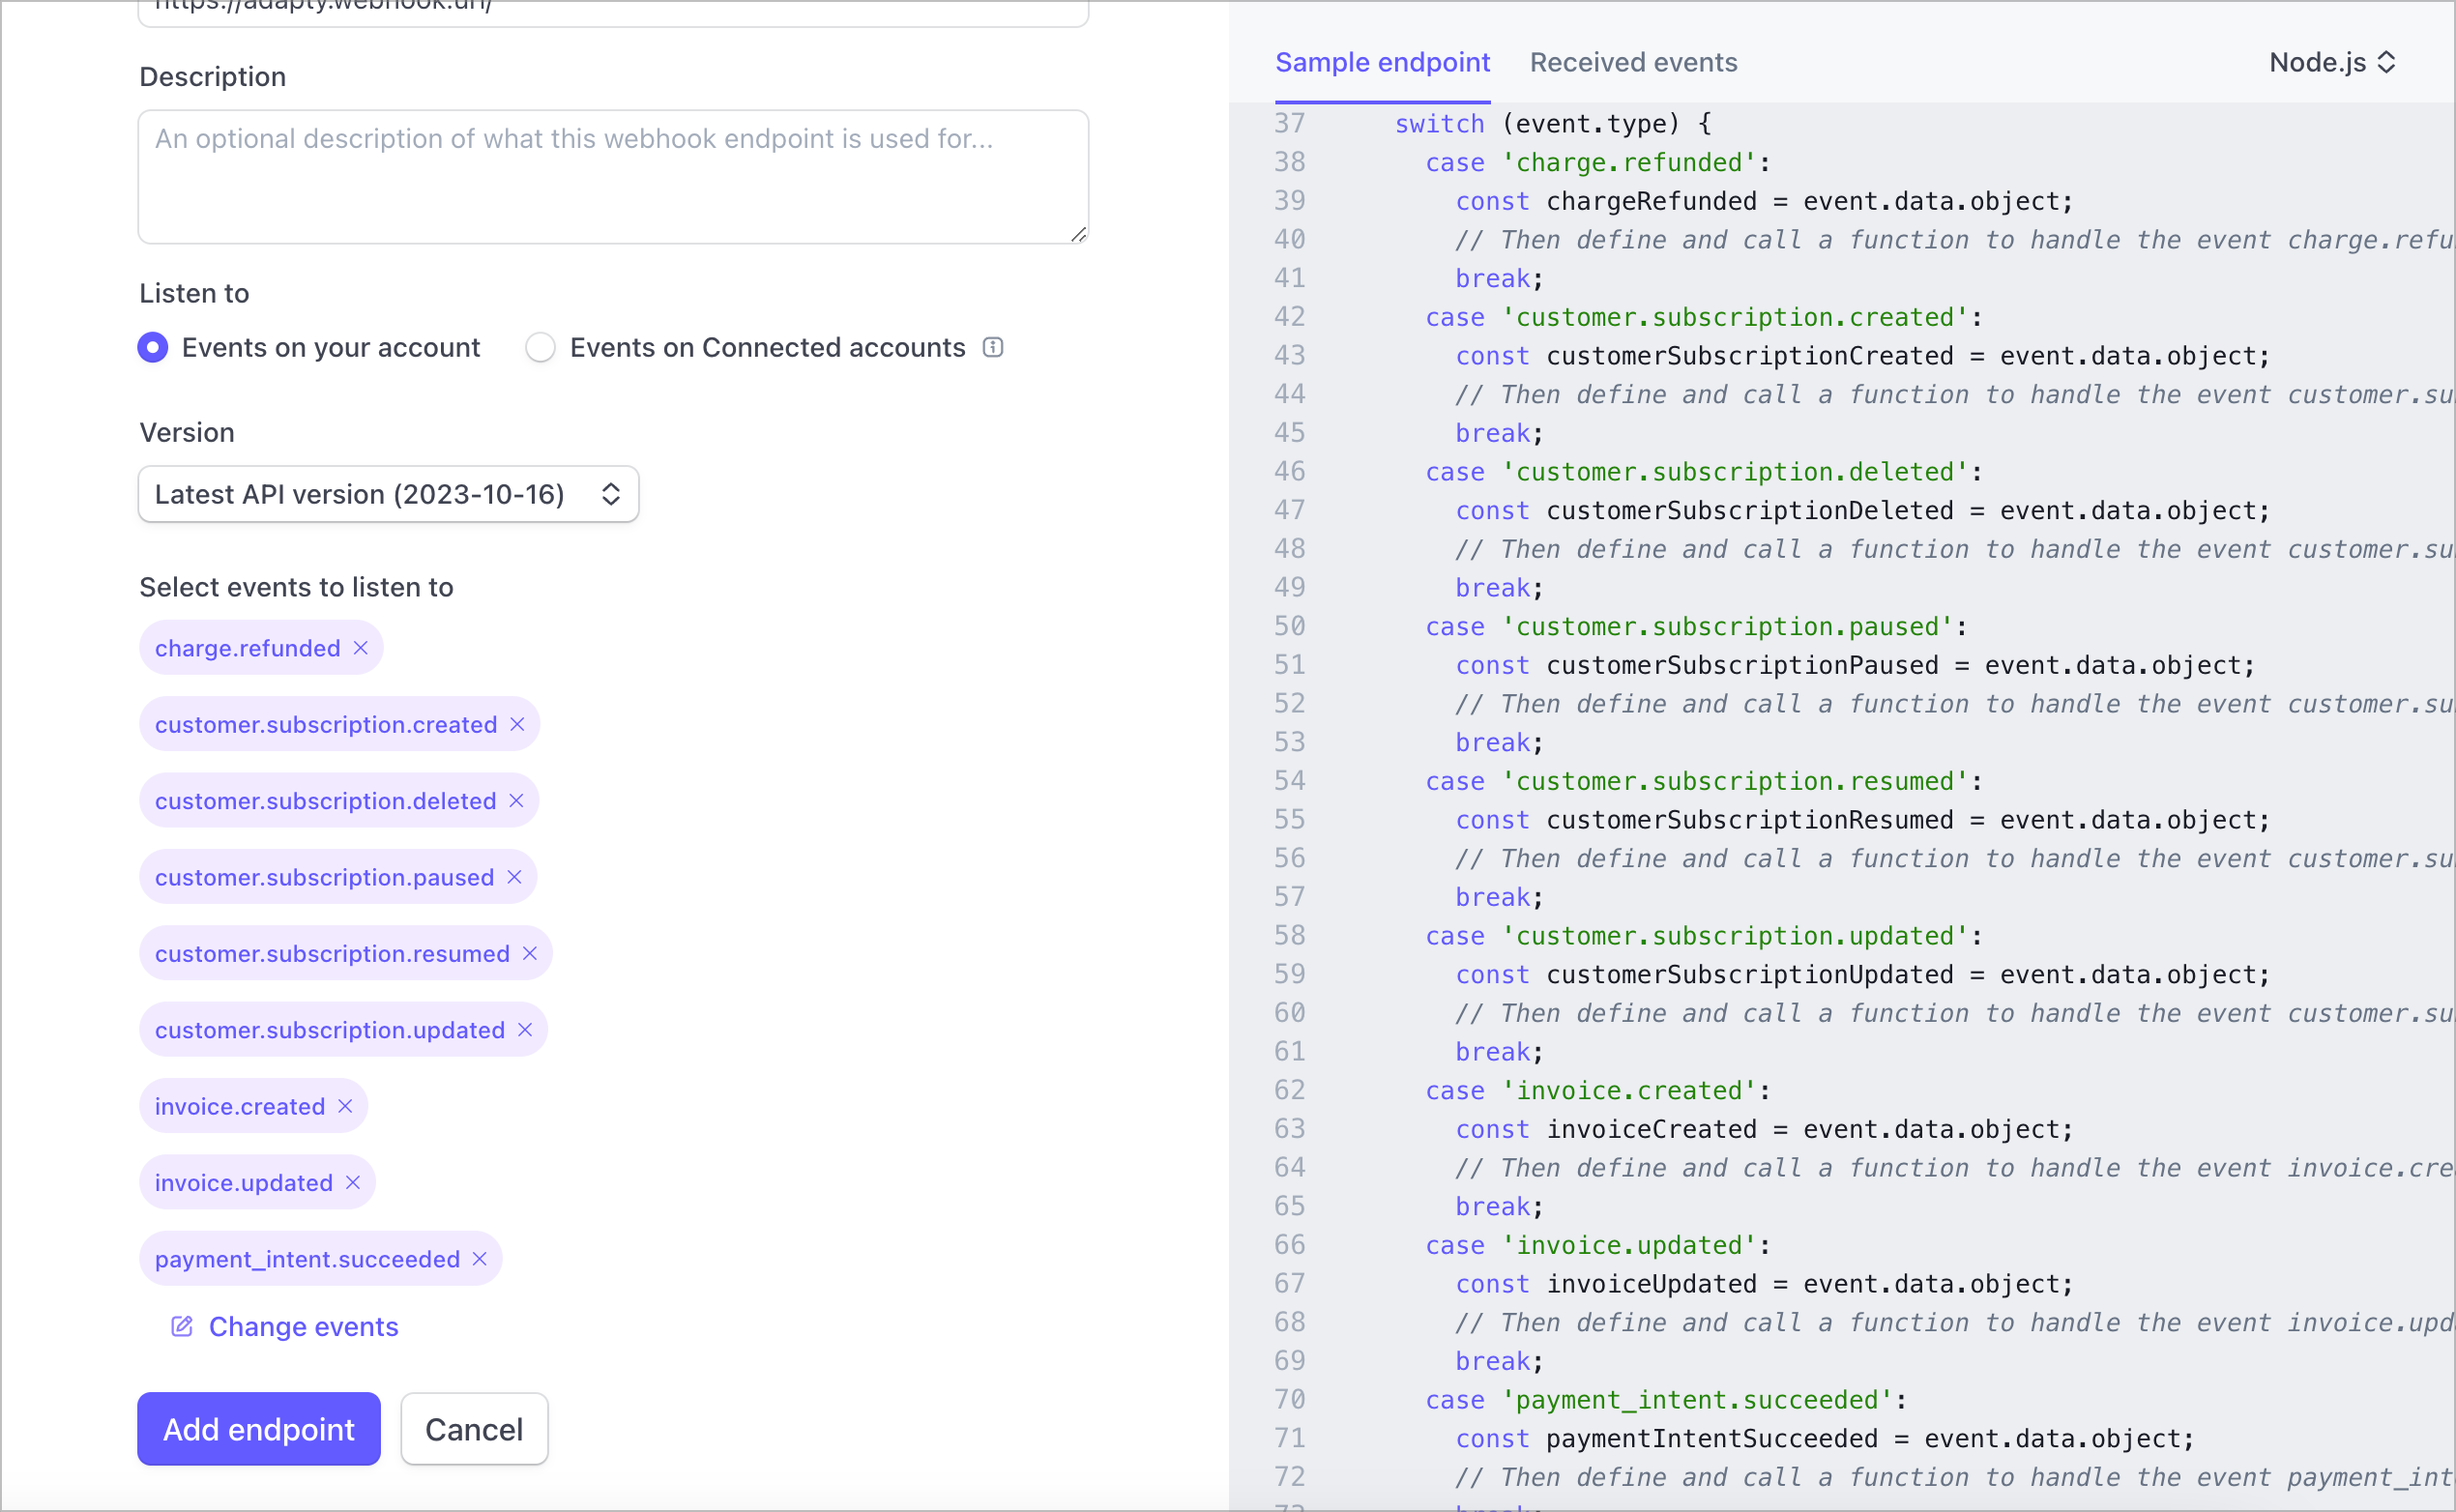 https://adapty.webhook.url/
Description
An optional description of what this webhook endpoint is used for...
Listen to
Events on your account
Events on Connected accounts
Version
Latest API version (2023-10-16)
Select events to listen to
charge.refunded
customer.subscription.created
customer.subscription.deleted
customer.subscription.paused
customer.subscription.resumed
customer.subscription.updated
invoice.created
invoice.updated
payment_intent.succeeded
Change events
Add endpoint Cancel
Sample endpoint Received events Node.js
37 switch (event.type) {
38 case 'charge.refunded':
39 const chargeRefunded = event.data.object;
40 // Then define and call a function to handle the event charge.refu
41 break;
42 case 'customer.subscription.created':
43 const customerSubscriptionCreated = event.data.object;
44 // Then define and call a function to handle the event customer.su
45 break;
46 case 'customer.subscription.deleted':
47 const customerSubscriptionDeleted = event.data.object;
48 // Then define and call a function to handle the event customer.su
49 break;
50 case 'customer.subscription.paused':
51 const customerSubscriptionPaused = event.data.object;
52 // Then define and call a function to handle the event customer.su
53 break;
54 case 'customer.subscription.resumed':
55 const customerSubscriptionResumed = event.data.object;
56 // Then define and call a function to handle the event customer.su
57 break;
58 case 'customer.subscription.updated':
59 const customerSubscriptionUpdated = event.data.object;
60 // Then define and call a function to handle the event customer.su
61 break;
62 case 'invoice.created':
63 const invoiceCreated = event.data.object;
64 // Then define and call a function to handle the event invoice.cre
65 break;
66 case 'invoice.updated':
67 const invoiceUpdated = event.data.object;
68 // Then define and call a function to handle the event invoice.upd
69 break;
70 case 'payment_intent.succeeded':
71 const paymentIntentSucceeded = event.data.object;
72 // Then define and call a function to handle the event payment_int
73 break;